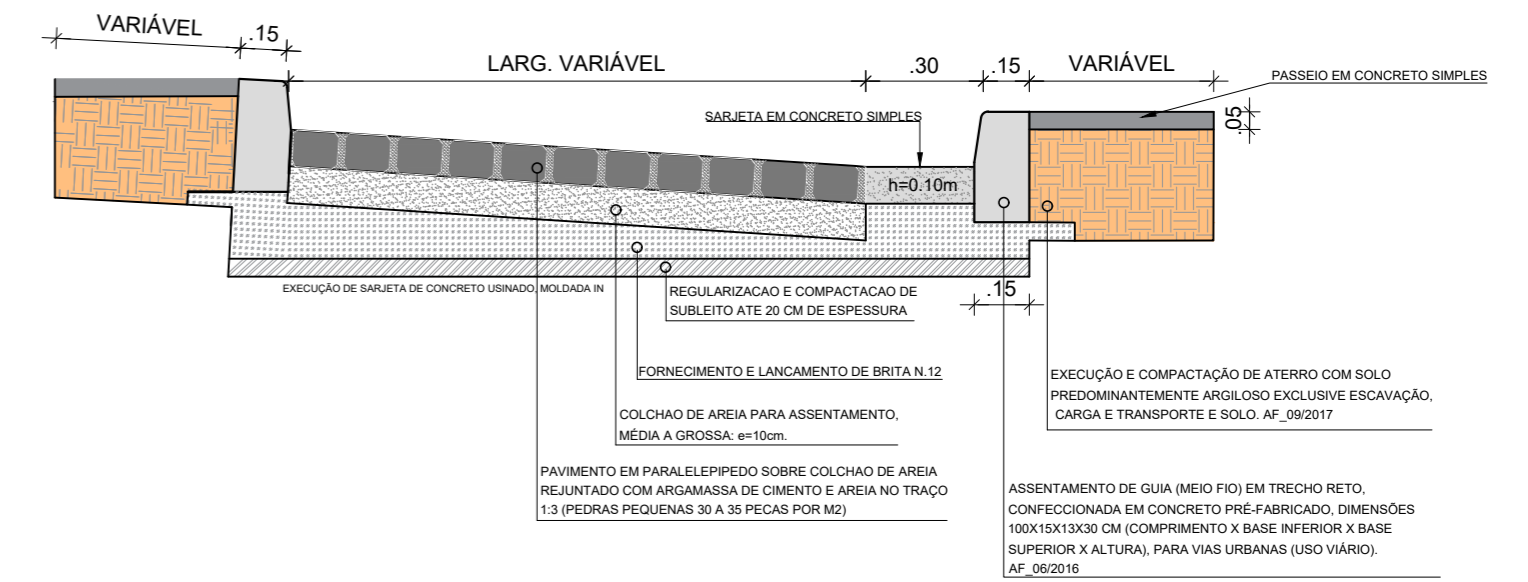 VARIÁVEL
.15
LARG. VARIÁVEL
.30
.15
VARIÁVEL
PASSEIO EM CONCRETO SIMPLES
SARJETA EM CONCRETO SIMPLES
.05
h=0.10m
EXECUÇÃO DE SARJETA DE CONCRETO USINADO, MOLDADA IN
REGULARIZACAO E COMPACTACAO DE
SUBLEITO ATE 20 CM DE ESPESSURA
.15
FORNECIMENTO E LANCAMENTO DE BRITA N.12
COLCHAO DE AREIA PARA ASSENTAMENTO,
MÉDIA A GROSSA: e=10cm.
PAVIMENTO EM PARALELEPIPEDO SOBRE COLCHAO DE AREIA
REJUNTADO COM ARGAMASSA DE CIMENTO E AREIA NO TRAÇO
1:3 (PEDRAS PEQUENAS 30 A 35 PECAS POR M2)
EXECUÇÃO E COMPACTAÇÃO DE ATERRO COM SOLO
PREDOMINANTEMENTE ARGILOSO EXCLUSIVE ESCAVAÇÃO,
CARGA E TRANSPORTE E SOLO. AF_09/2017
ASSENTAMENTO DE GUIA (MEIO FIO) EM TRECHO RETO,
CONFECCIONADA EM CONCRETO PRÉ-FABRICADO, DIMENSÕES
100X15X13X30 CM (COMPRIMENTO X BASE INFERIOR X BASE
SUPERIOR X ALTURA), PARA VIAS URBANAS (USO VIÁRIO).
AF_06/2016